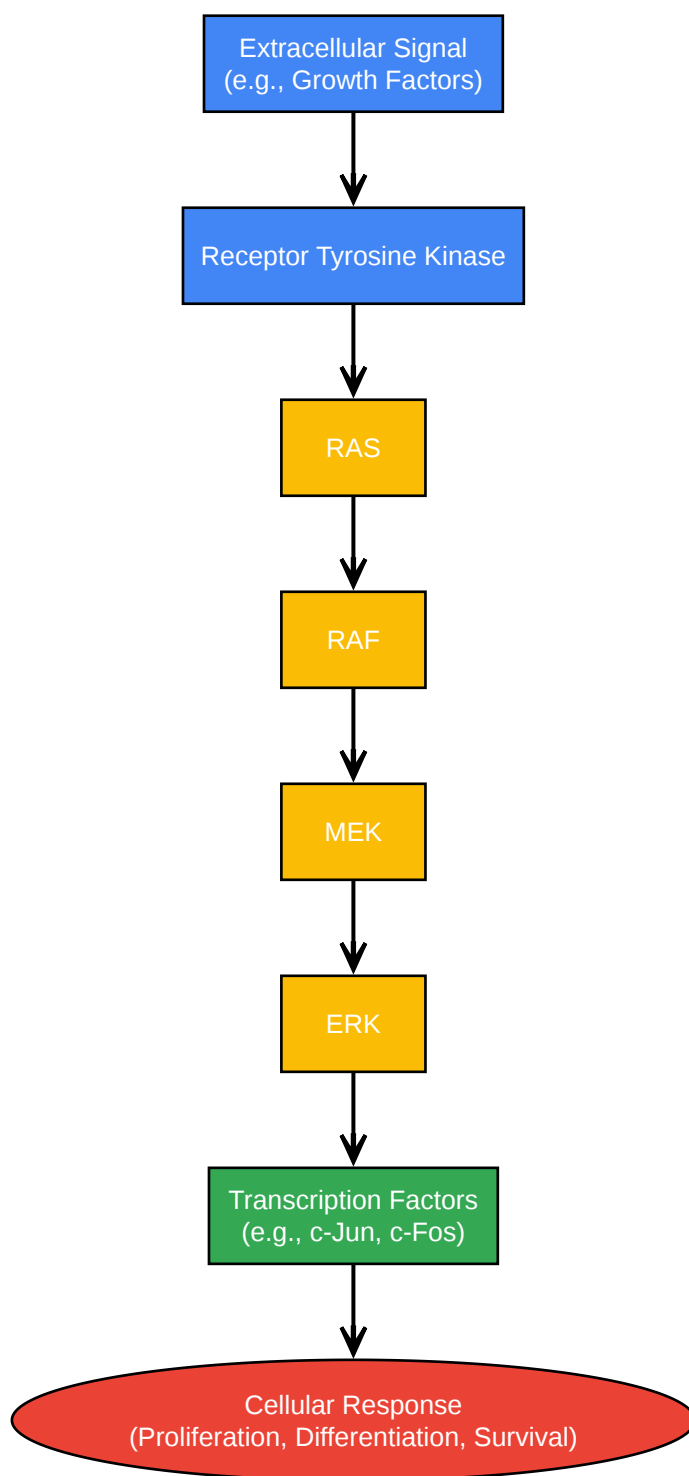 Extracellular Signal
(e.g., Growth Factors)
Receptor Tyrosine Kinase
RAS
RAF
MEK
ERK
Transcription Factors
(e.g., c-Jun, c-Fos)
Cellular Response
(Proliferation, Differentiation, Survival)